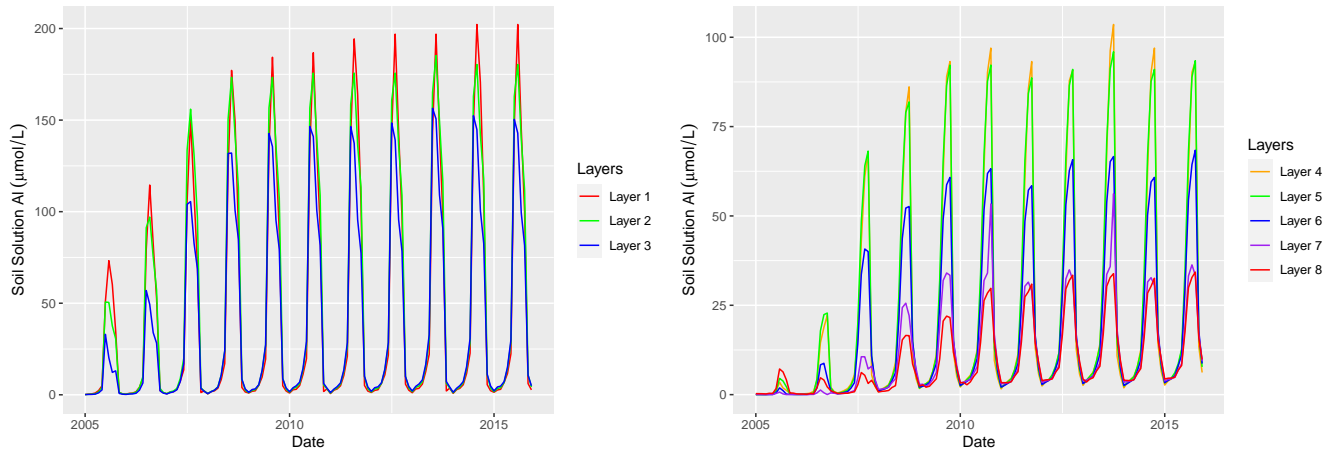 Soil Solution Al (µmol/L)
200
150
100
50
0
2005
2010
2015
Date
Layers
Layer 1
Layer 2
Layer 3
Soil Solution Al (µmol/L)
100
75
50
25
0
2005
2010
2015
Date
Layers
Layer 4
Layer 5
Layer 6
Layer 7
Layer 8